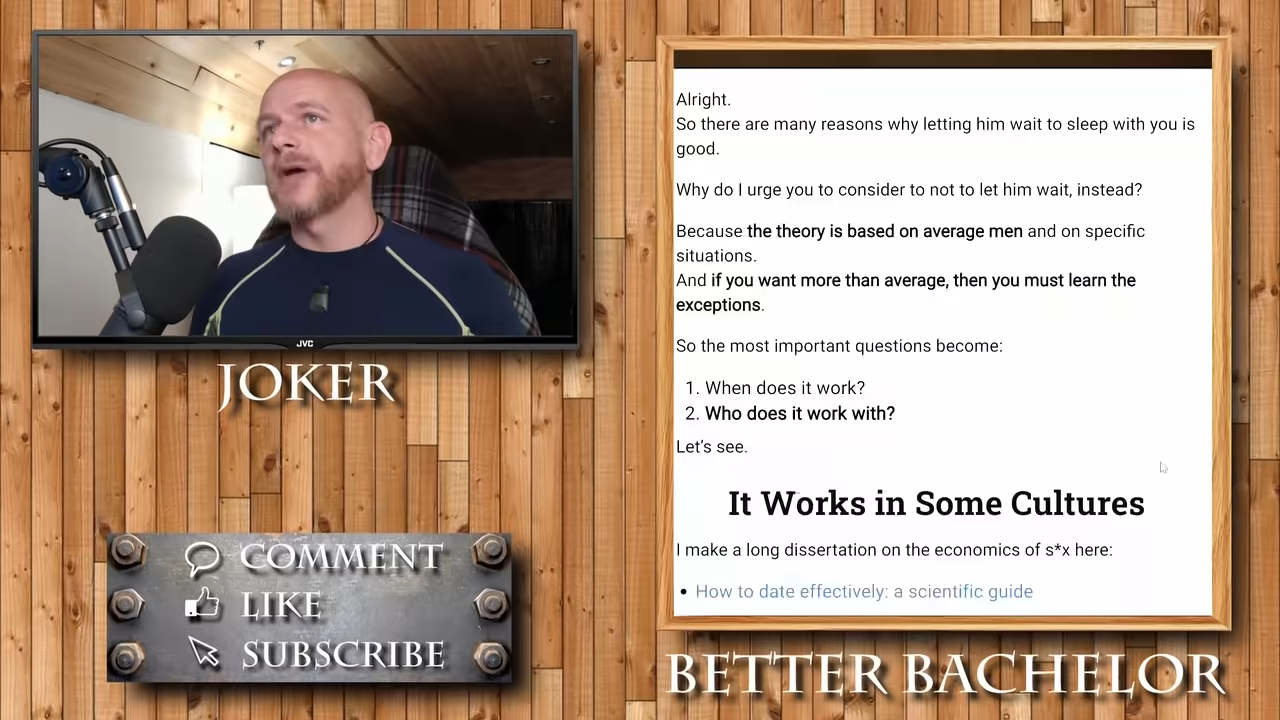 JVC
JOKER
COMMENT
LIKE
SUBSCRIBE
Alright.
So there are many reasons why letting him wait to sleep with you is
good.
Why do I urge you to consider to not to let him wait, instead?
Because the theory is based on average men and on specific
situations.
And if you want more than average, then you must learn the
exceptions.
So the most important questions become:
1. When does it work?
2. Who does it work with?
Let’s see.
It Works in Some Cultures
I make a long dissertation on the economics of s*x here:
• How to date effectively: a scientific guide
BETTER BACHELOR